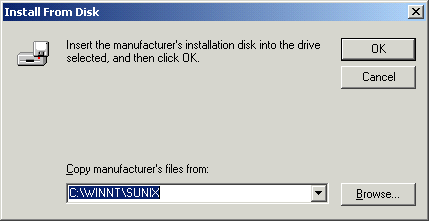 Install From Disk
Insert the manufacturer's installation disk into the drive
selected, and then click OK.
OK
Cancel
Copy manufacturer's files from:
C:\WINNT\SUNIX
Browse...